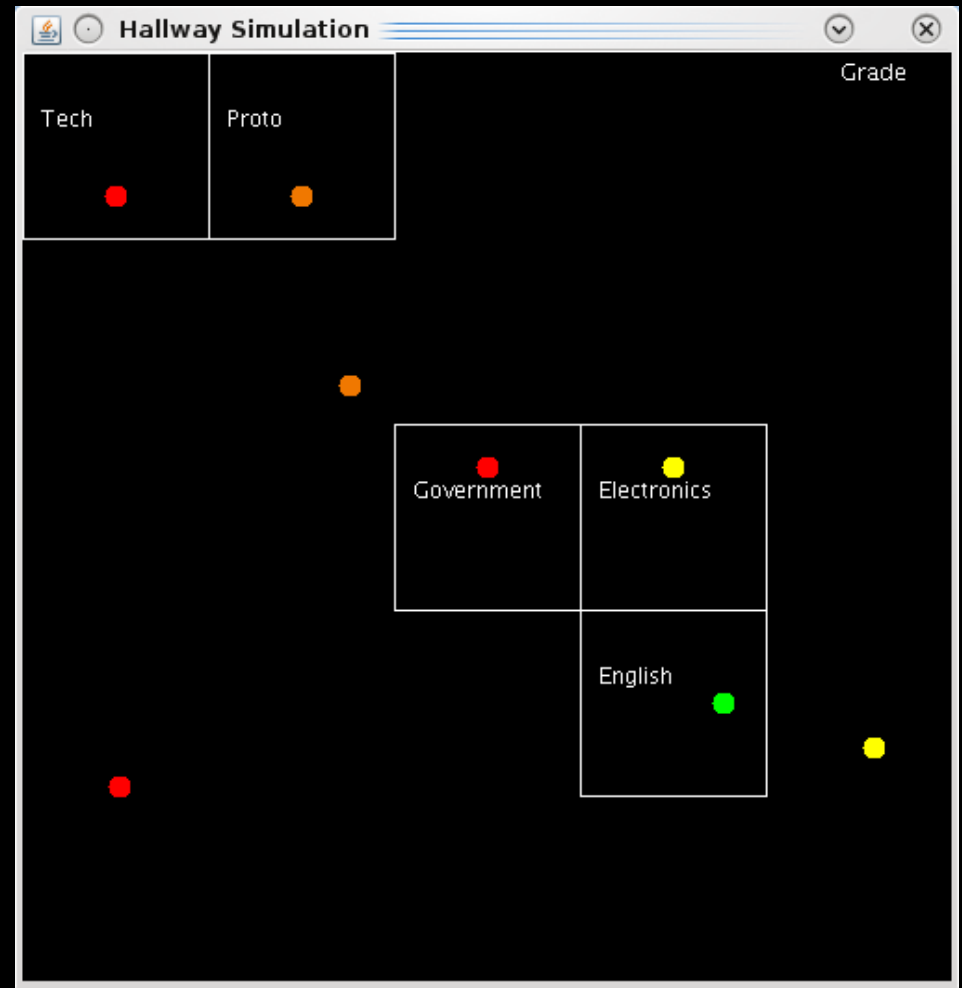 Hallway Simulation
Grade
Tech
Proto
Government
Electronics
English